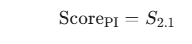 Score_PI = S_2.1